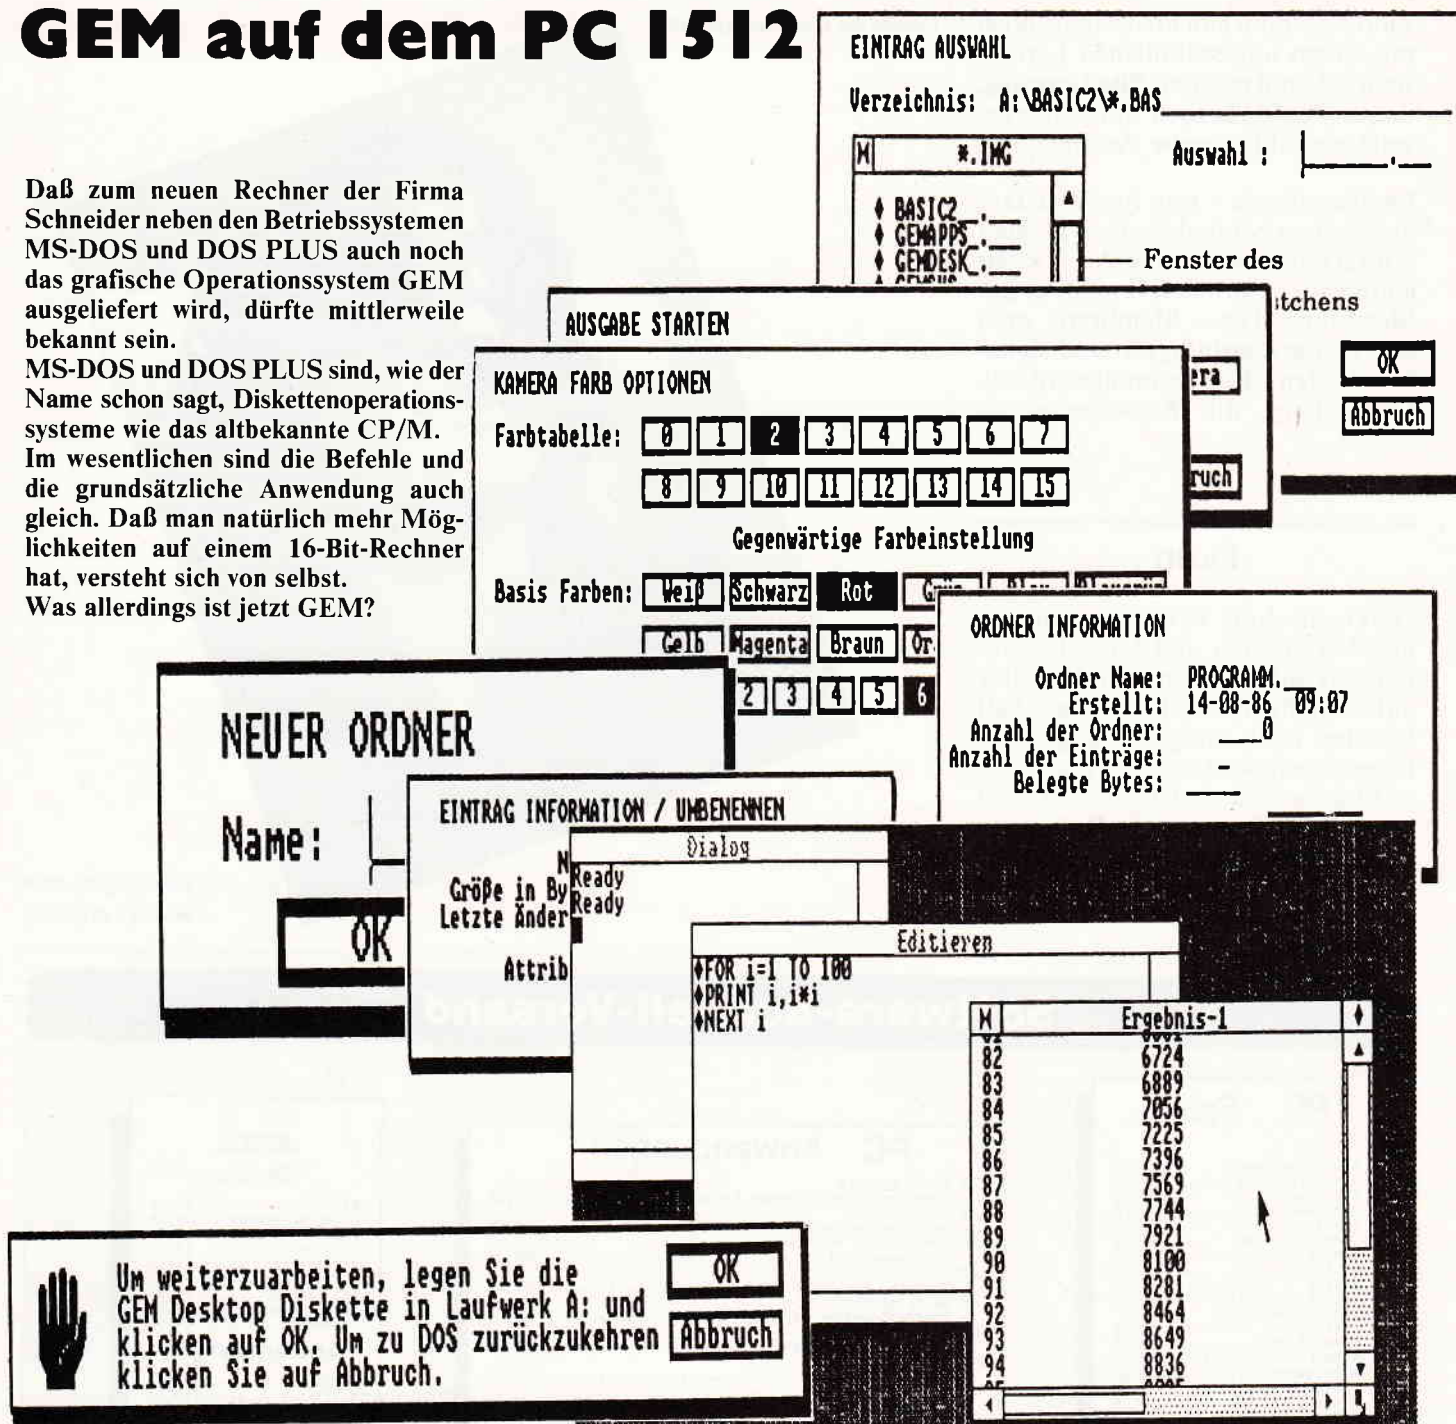 GEM auf dem PC 1512
Daß zum neuen Rechner der Firma
Schneider neben den Betriebssystemen
MS-DOS und DOS PLUS auch noch
das grafische Operationssystem GEM
ausgeliefert wird, dürfte mittlerweile
bekannt sein.
MS-DOS und DOS PLUS sind, wie der
Name schon sagt, Diskettenoperations-
systeme wie das altbekannte CP/M.
Im wesentlichen sind die Befehle und
die grundsätzliche Anwendung auch
gleich. Daß man natürlich mehr Mög-
lichkeiten auf einem 16-Bit-Rechner
hat, versteht sich von selbst.
Was allerdings ist jetzt GEM?
EINTRAG AUSWAHL
Verzeichnis: A:\BASIC2\*.BAS
*.IMG
Auswahl :
BASIC2
GEMAPPS
GEMDESK
Fenster des
tchens
OK
Abbruch
AUSGABE STARTEN
era
ruch
KAMERA FARB OPTIONEN
Farbtabelle: 0 1 2 3 4 5 6 7
8 9 10 11 12 13 14 15
Gegenwärtige Farbeinstellung
Basis Farben: Weiß Schwarz Rot
Gelb Magenta Braun Or
2 3 4 5 6
ORDNER INFORMATION
Ordner Name: PROGRAMM.
Erstellt: 14-08-86 09:07
Anzahl der Ordner: 0
Anzahl der Einträge:
Belegte Bytes:
NEUER ORDNER
Name:
OK
EINTRAG INFORMATION / UMBENENNEN
N
Größe in By
Letzte Änder
Attrib
Dialog
Ready
Ready
Editieren
FOR i=1 TO 100
PRINT i,i*i
NEXT i
Ergebnis-1
82 6724
83 6889
84 7056
85 7225
86 7396
87 7569
88 7744
89 7921
90 8100
91 8281
92 8464
93 8649
94 8836
Um weiterzuarbeiten, legen Sie die
GEM Desktop Diskette in Laufwerk A: und
klicken auf OK. Um zu DOS zurückzukehren
klicken Sie auf Abbruch.
OK
Abbruch